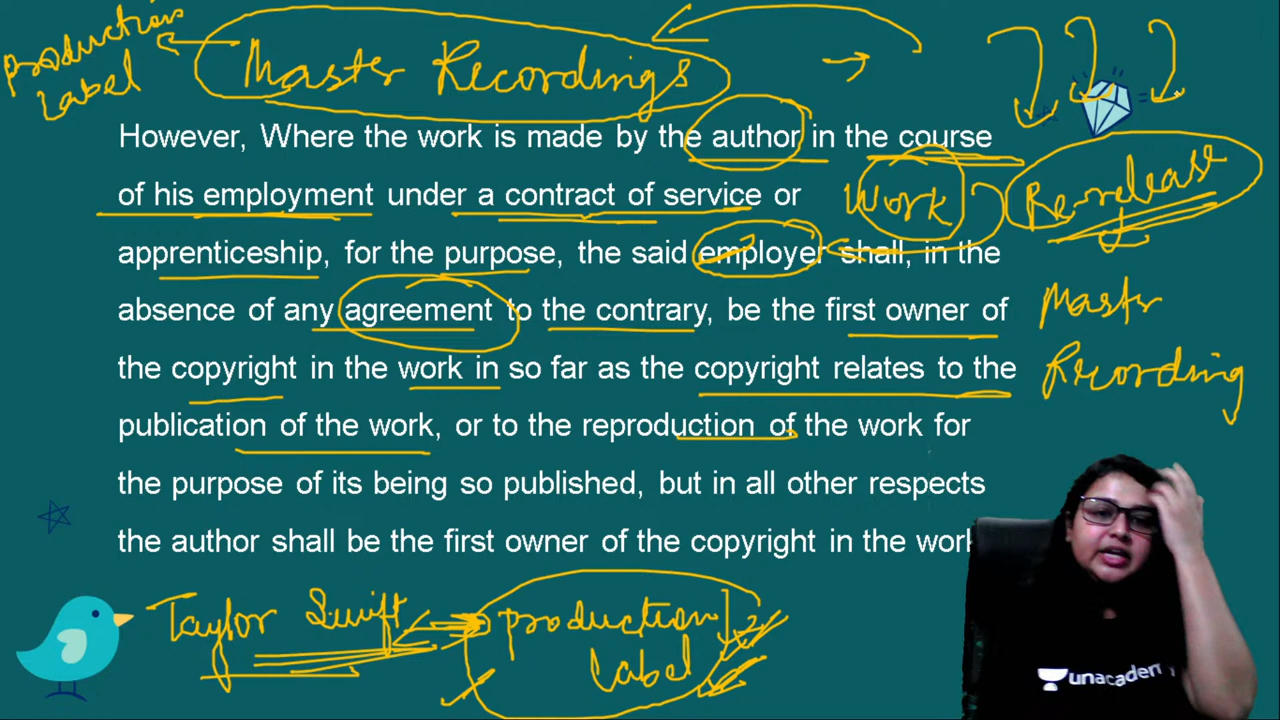 production
label
Master Recordings
However, Where the work is made by the author in the course
of his employment under a contract of service or
work
Re-release
apprenticeship, for the purpose, the said employer shall, in the
absence of any agreement to the contrary, be the first owner of
Master
the copyright in the work in so far as the copyright relates to the
Recording
publication of the work, or to the reproduction of the work for
the purpose of its being so published, but in all other respects
the author shall be the first owner of the copyright in the work
Taylor Swift
production
label
unacademy